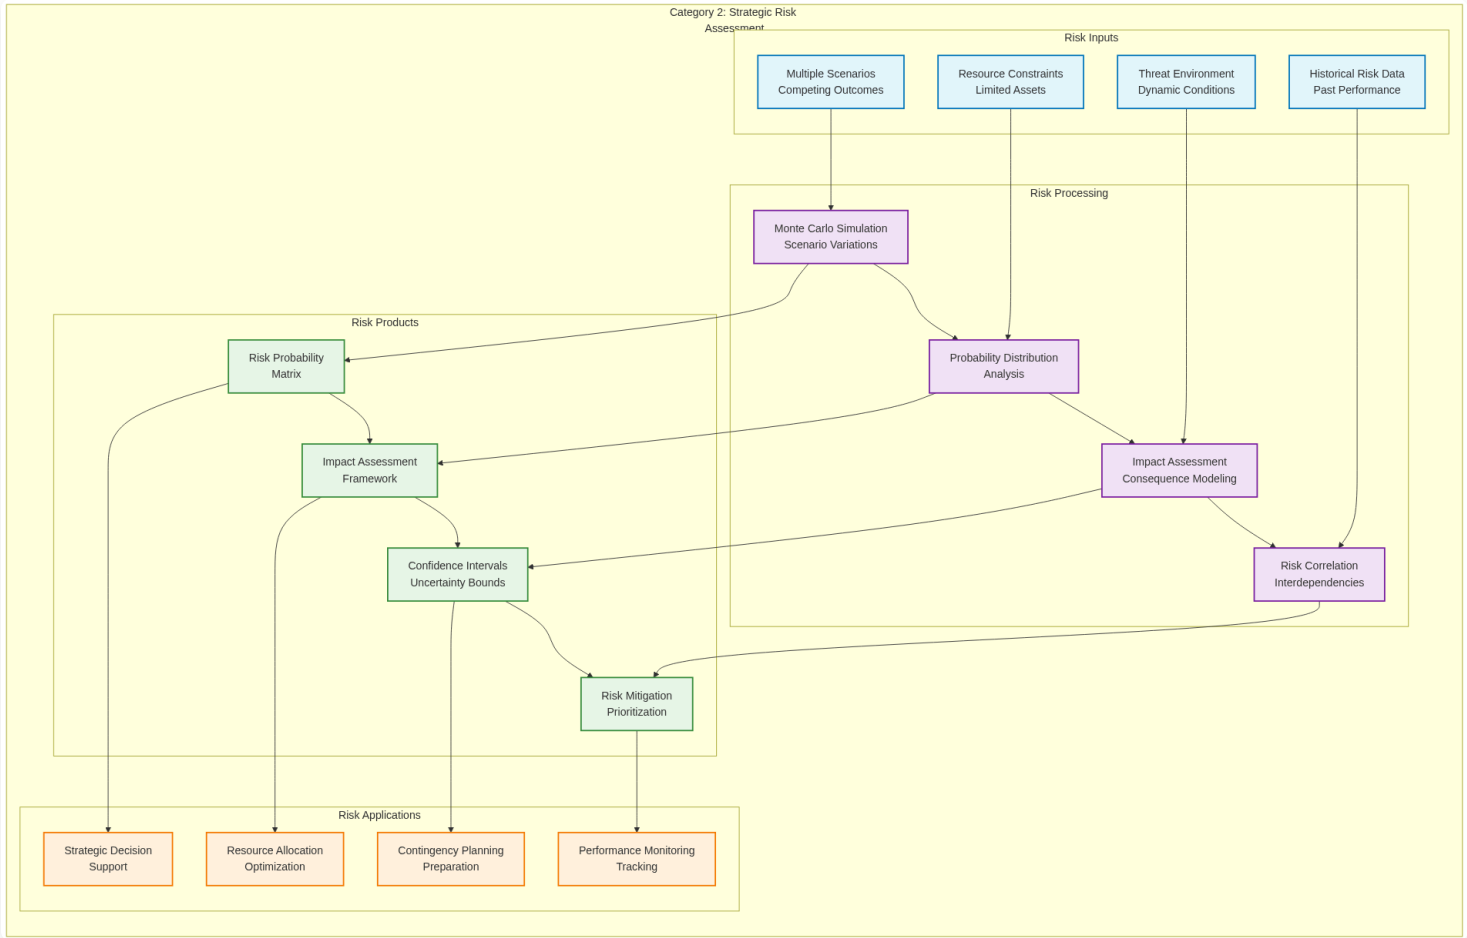 Category 2: Strategic Risk
Assessment
Risk Inputs
Multiple Scenarios
Competing Outcomes
Resource Constraints
Limited Assets
Threat Environment
Dynamic Conditions
Historical Risk Data
Past Performance
Risk Processing
Monte Carlo Simulation
Scenario Variations
Risk Products
Risk Probability
Matrix
Probability Distribution
Analysis
Impact Assessment
Framework
Impact Assessment
Consequence Modeling
Confidence Intervals
Uncertainty Bounds
Risk Correlation
Interdependencies
Risk Mitigation
Prioritization
Risk Applications
Strategic Decision
Support
Resource Allocation
Optimization
Contingency Planning
Preparation
Performance Monitoring
Tracking